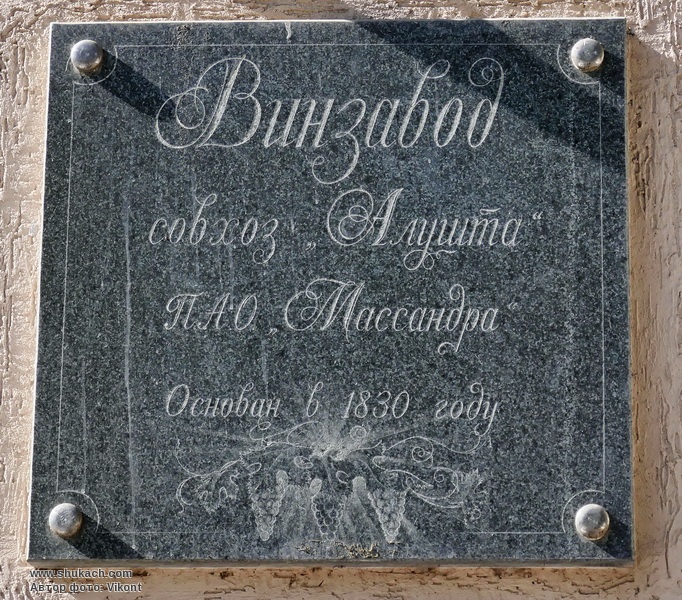 Винзавод
совхоз „Алушта“
ПАО „Массандра“
Основан в 1830 году
www.shukach.com
Автор фото: Vikont